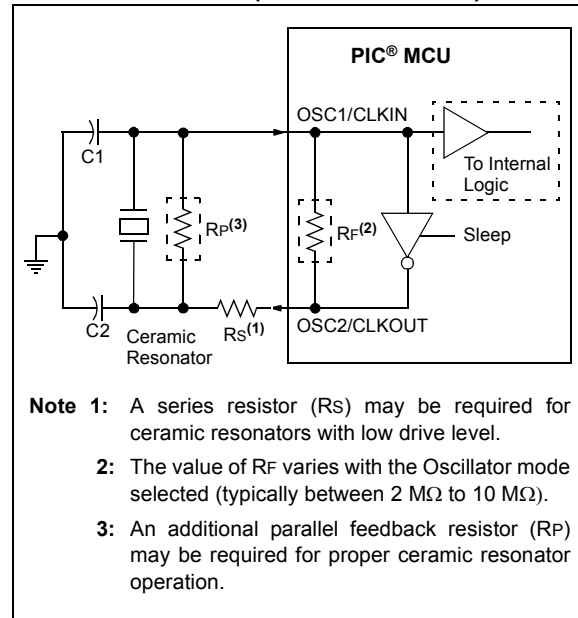 PIC® MCU
OSC1/CLKIN
C1
To Internal
Logic
RP(3)
RF(2)
Sleep
C2
Ceramic
Resonator
RS(1)
OSC2/CLKOUT
Note 1: A series resistor (RS) may be required for
ceramic resonators with low drive level.
2: The value of RF varies with the Oscillator mode
selected (typically between 2 MΩ to 10 MΩ).
3: An additional parallel feedback resistor (RP)
may be required for proper ceramic resonator
operation.